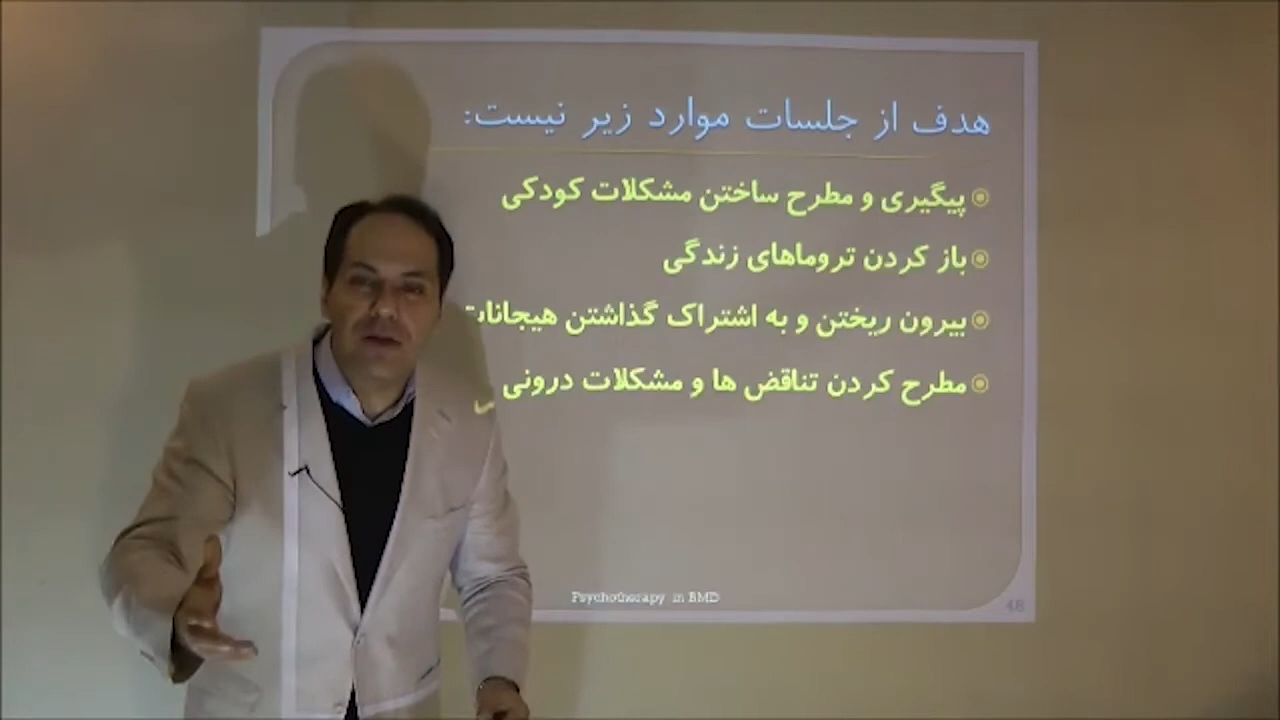 هدف از جلسات موارد زیر نیست:
پیگیری و مطرح ساختن مشکلات کودکی
باز کردن تروماهای زندگی
بیرون ریختن و به اشتراک گذاشتن هیجانات
مطرح کردن تناقض ها و مشکلات درونی
Psychotherapy in BMD
48